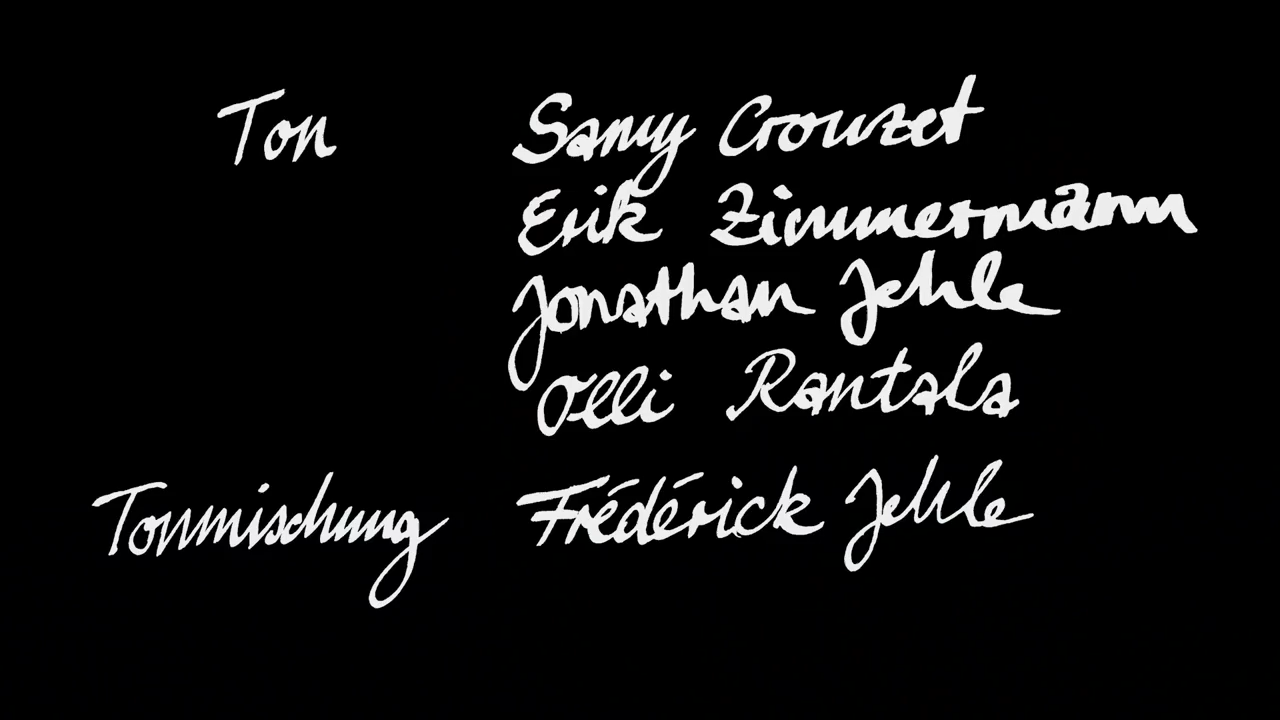 Ton Samy Crouzet
Erik Zimmermann
Jonathan Jehle
Olli Rantala
Tonmischung Frédérick Jehle